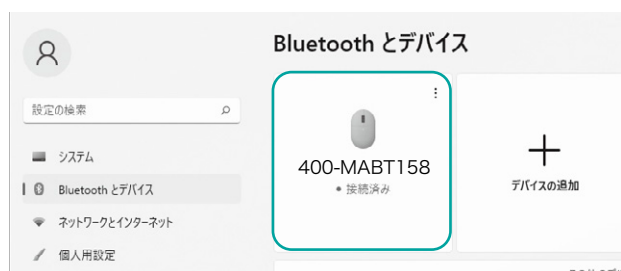 Bluetooth とデバイス
設定の検索
システム
Bluetooth とデバイス
ネットワークとインターネット
個人用設定
400-MABT158
接続済み
デバイスの追加